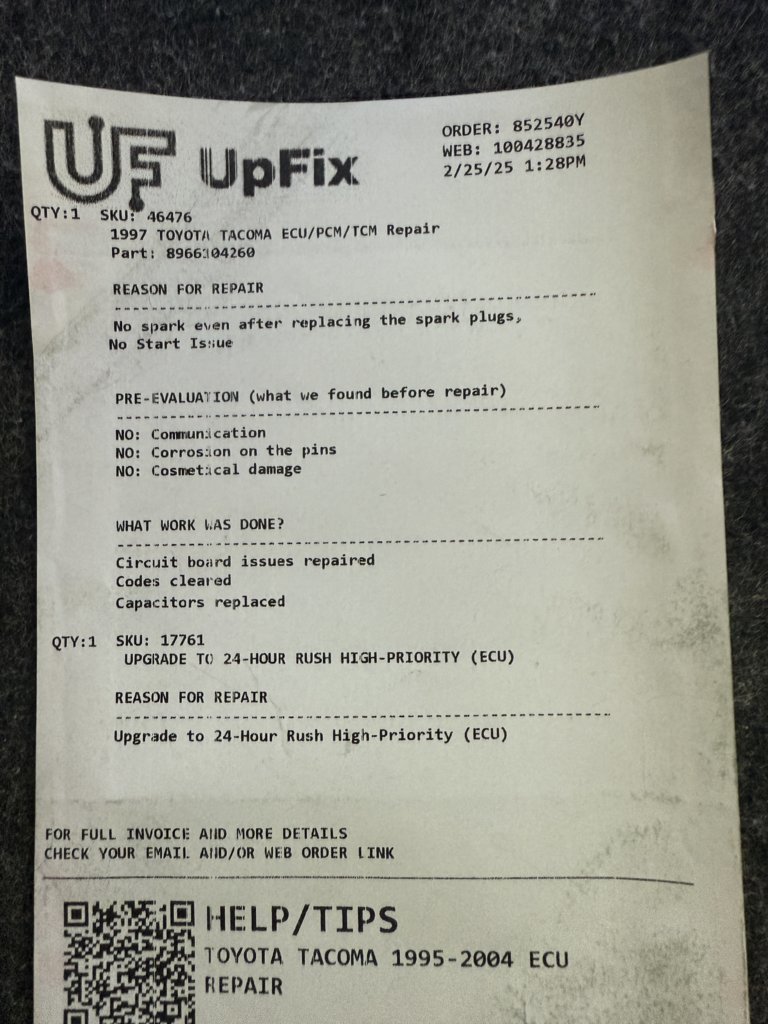 UF UpFix
ORDER: 852540Y
WEB: 100428835
2/25/25 1:28PM
QTY:1 SKU: 46476
1997 TOYOTA TACOMA ECU/PCM/TCM Repair
Part: 8966104260
REASON FOR REPAIR
No spark even after replacing the spark plugs,
No Start Issue
PRE-EVALUATION (what we found before repair)
NO: Communication
NO: Corrosion on the pins
NO: Cosmetical damage
WHAT WORK WAS DONE?
Circuit board issues repaired
Codes cleared
Capacitors replaced
QTY:1 SKU: 17761
UPGRADE TO 24-HOUR RUSH HIGH-PRIORITY (ECU)
REASON FOR REPAIR
Upgrade to 24-Hour Rush High-Priority (ECU)
FOR FULL INVOICE AND MORE DETAILS
CHECK YOUR EMAIL AND/OR WEB ORDER LINK
HELP/TIPS
TOYOTA TACOMA 1995-2004 ECU
REPAIR